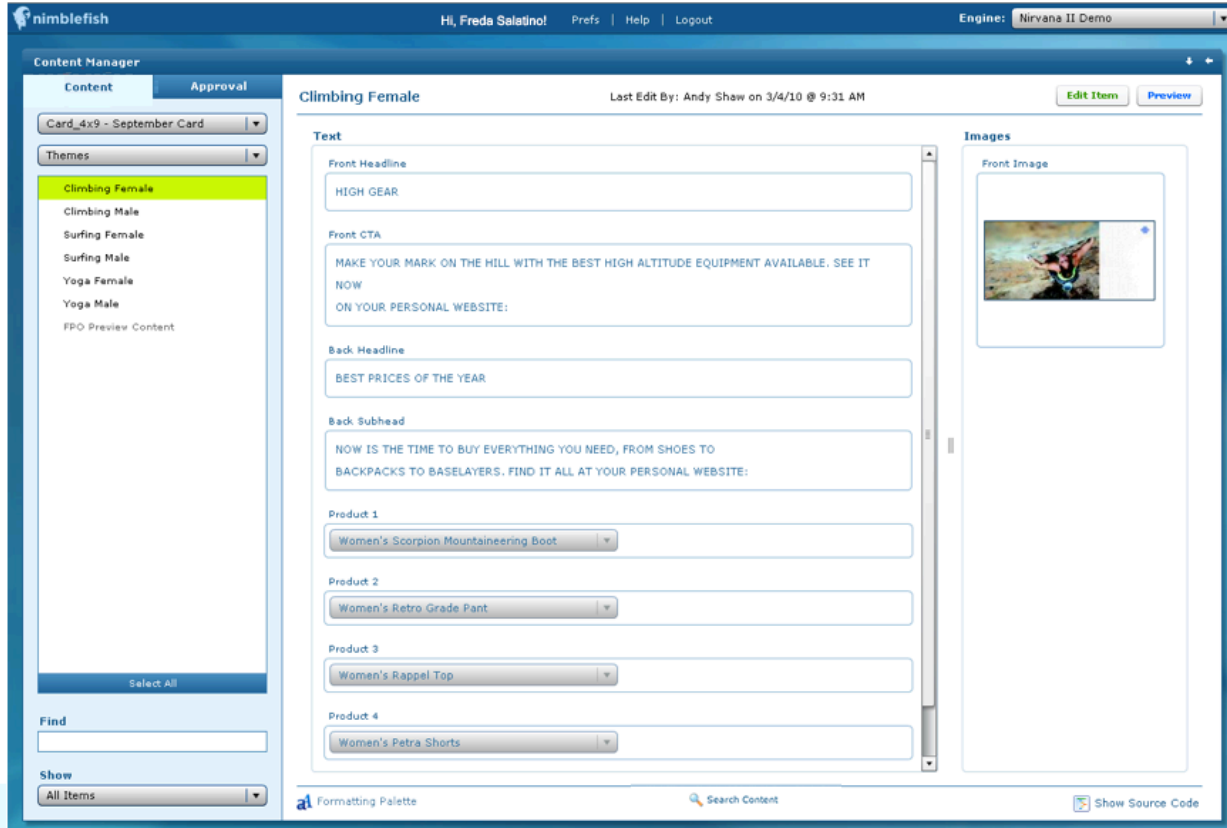 nimblefish
Hi, Freda Salatino!
Prefs | Help | Logout
Engine: Nirvana II Demo
Content Manager
Content
Approval
Card_4x9 - September Card
Themes
Climbing Female
Climbing Male
Surfing Female
Surfing Male
Yoga Female
Yoga Male
FPO Preview Content
Select All
Find
Show
All Items
Climbing Female
Last Edit By: Andy Shaw on 3/4/10 @ 9:31 AM
Edit Item
Preview
Text
Front Headline
HIGH GEAR
Front CTA
MAKE YOUR MARK ON THE HILL WITH THE BEST HIGH ALTITUDE EQUIPMENT AVAILABLE. SEE IT
NOW
ON YOUR PERSONAL WEBSITE:
Back Headline
BEST PRICES OF THE YEAR
Back Subhead
NOW IS THE TIME TO BUY EVERYTHING YOU NEED, FROM SHOES TO
BACKPACKS TO BASELAYERS. FIND IT ALL AT YOUR PERSONAL WEBSITE:
Product 1
Women's Scorpion Mountaineering Boot
Product 2
Women's Retro Grade Pant
Product 3
Women's Rappel Top
Product 4
Women's Petra Shorts
Images
Front Image
a1 Formatting Palette
Search Content
Show Source Code